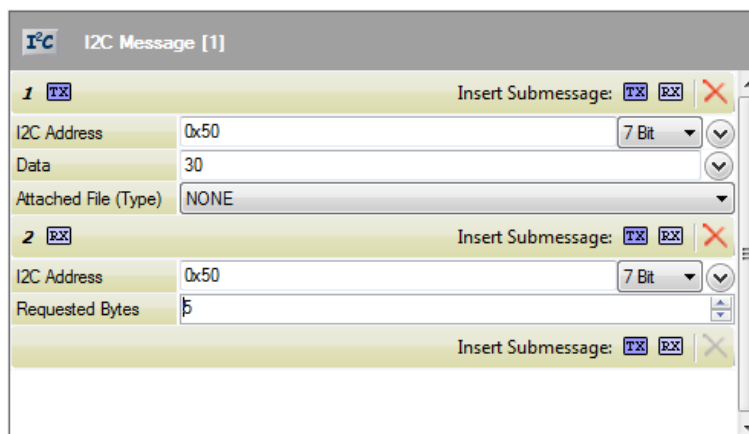 I²C I2C Message [1]
1 TX Insert Submessage: TX RX
I2C Address 0x50 7 Bit
Data 30
Attached File (Type) NONE
2 RX Insert Submessage: TX RX
I2C Address 0x50 7 Bit
Requested Bytes 5
Insert Submessage: TX RX